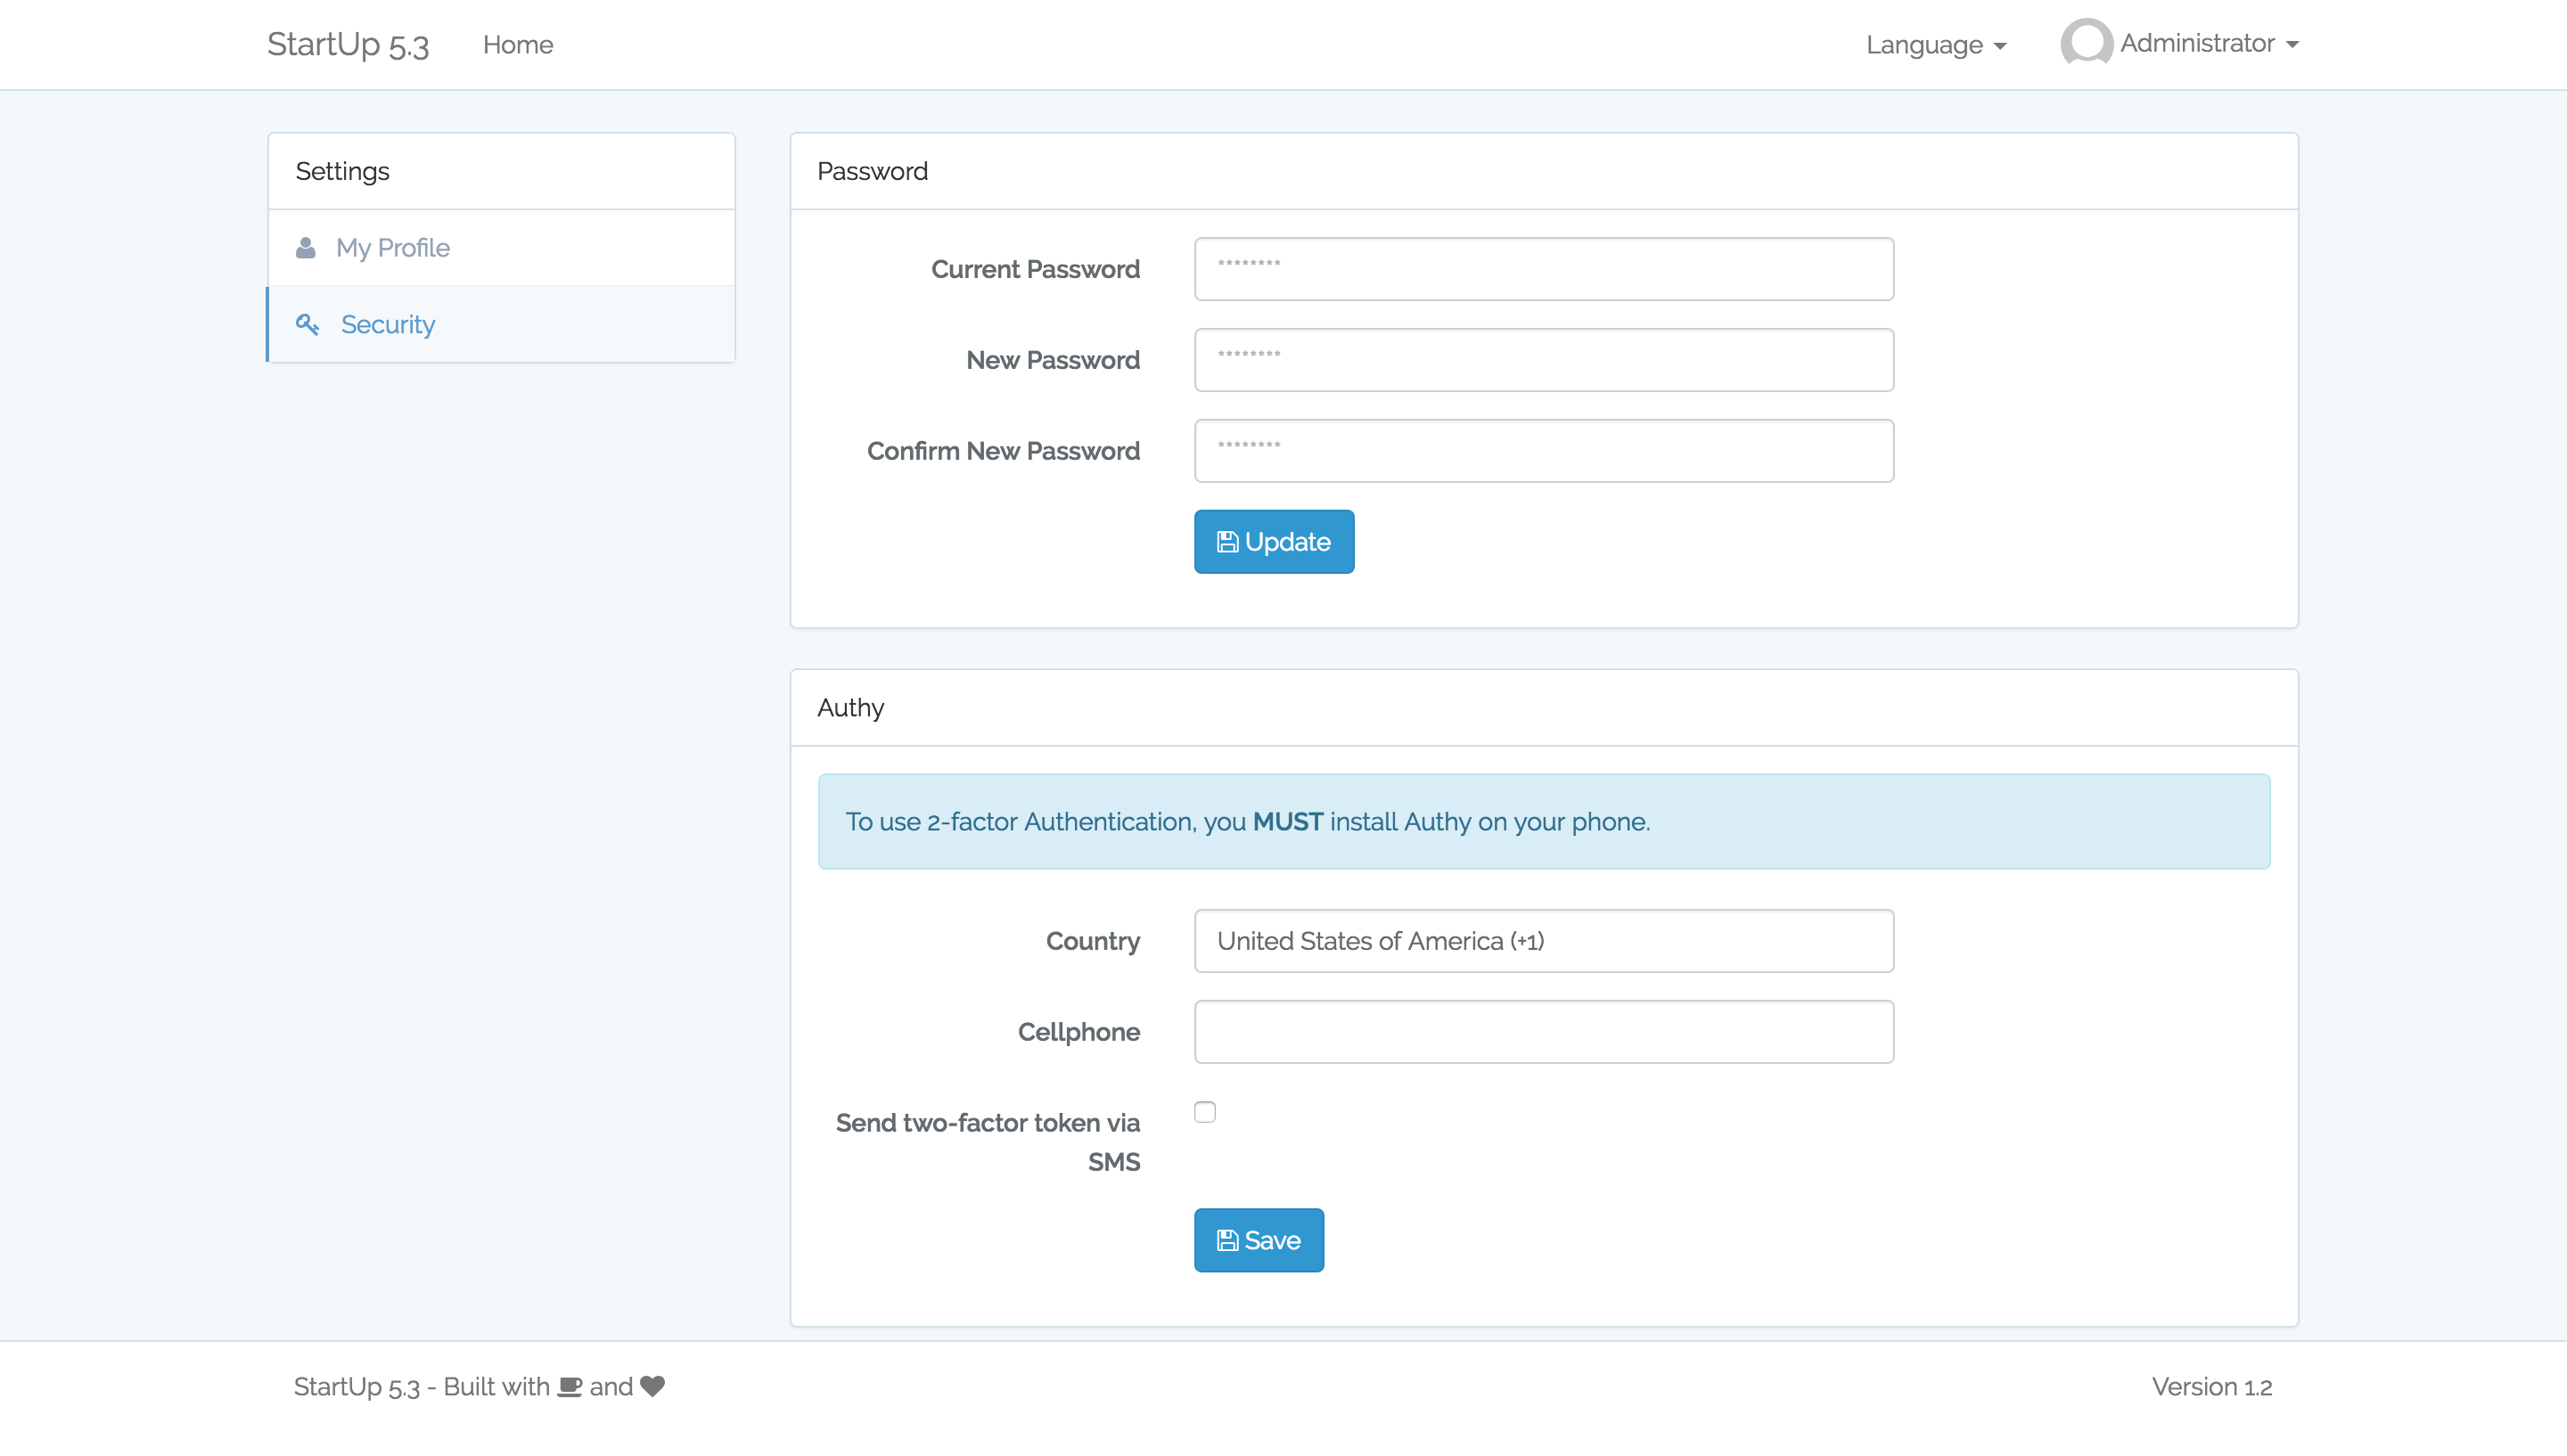 StartUp 5.3
Home
Language
Administrator
Settings
My Profile
Security
Password
Current Password
********
New Password
********
Confirm New Password
********
Update
Authy
To use 2-factor Authentication, you MUST install Authy on your phone.
Country
United States of America (+1)
Cellphone
Send two-factor token via
SMS
Save
StartUp 5.3 - Built with and
Version 1.2